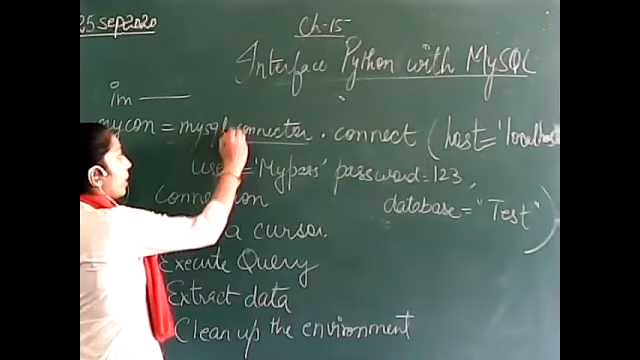 25 Sep 2020
Ch-15
Interface Python with MySQL
im
mycon = mysql connector . connect (host='localhos
user='Mypass' password=123,
database="Test")
Connection
a cursor.
Execute Query
Extract data
Clean up the environment